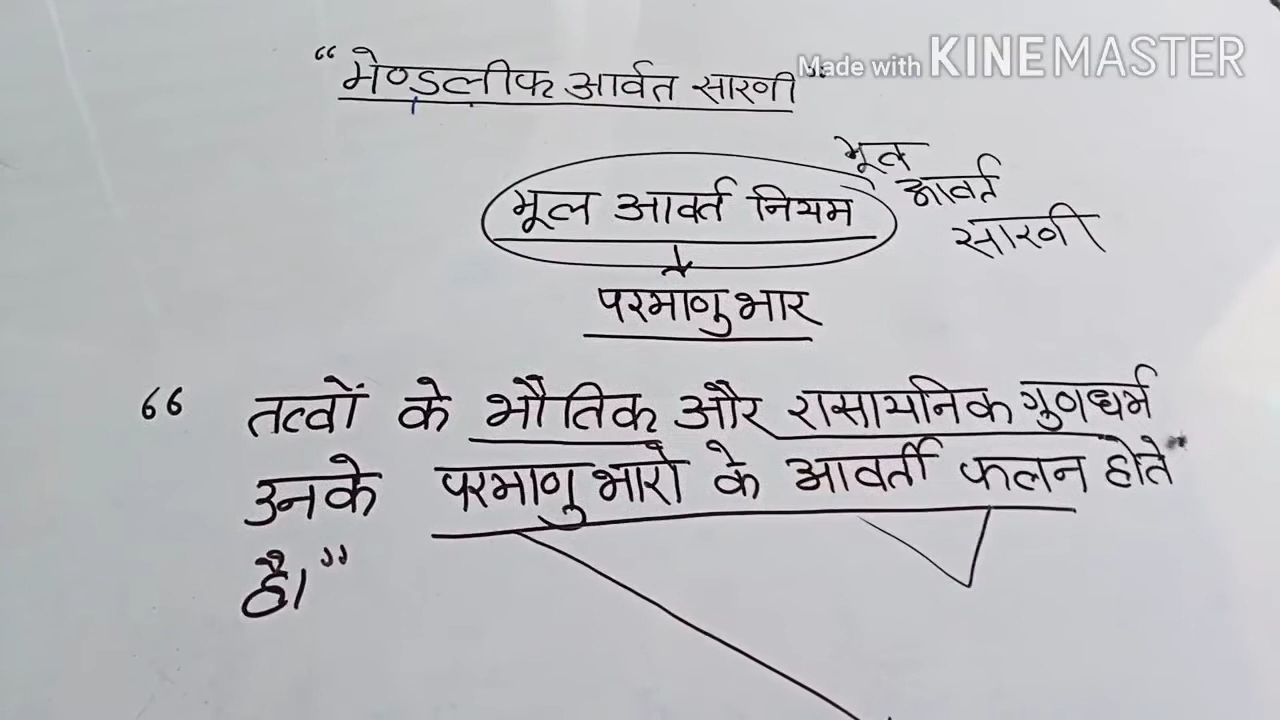 "मेण्डलीफ आर्वत सारणी"
Made with KINEMASTER
मूल आवर्त नियम
मूल
आवर्त
सारणी
परमाणु भार
"तत्वों के भौतिक और रासायनिक गुणधर्म
उनके परमाणु भारो के आवर्ती फलन होते
है।"